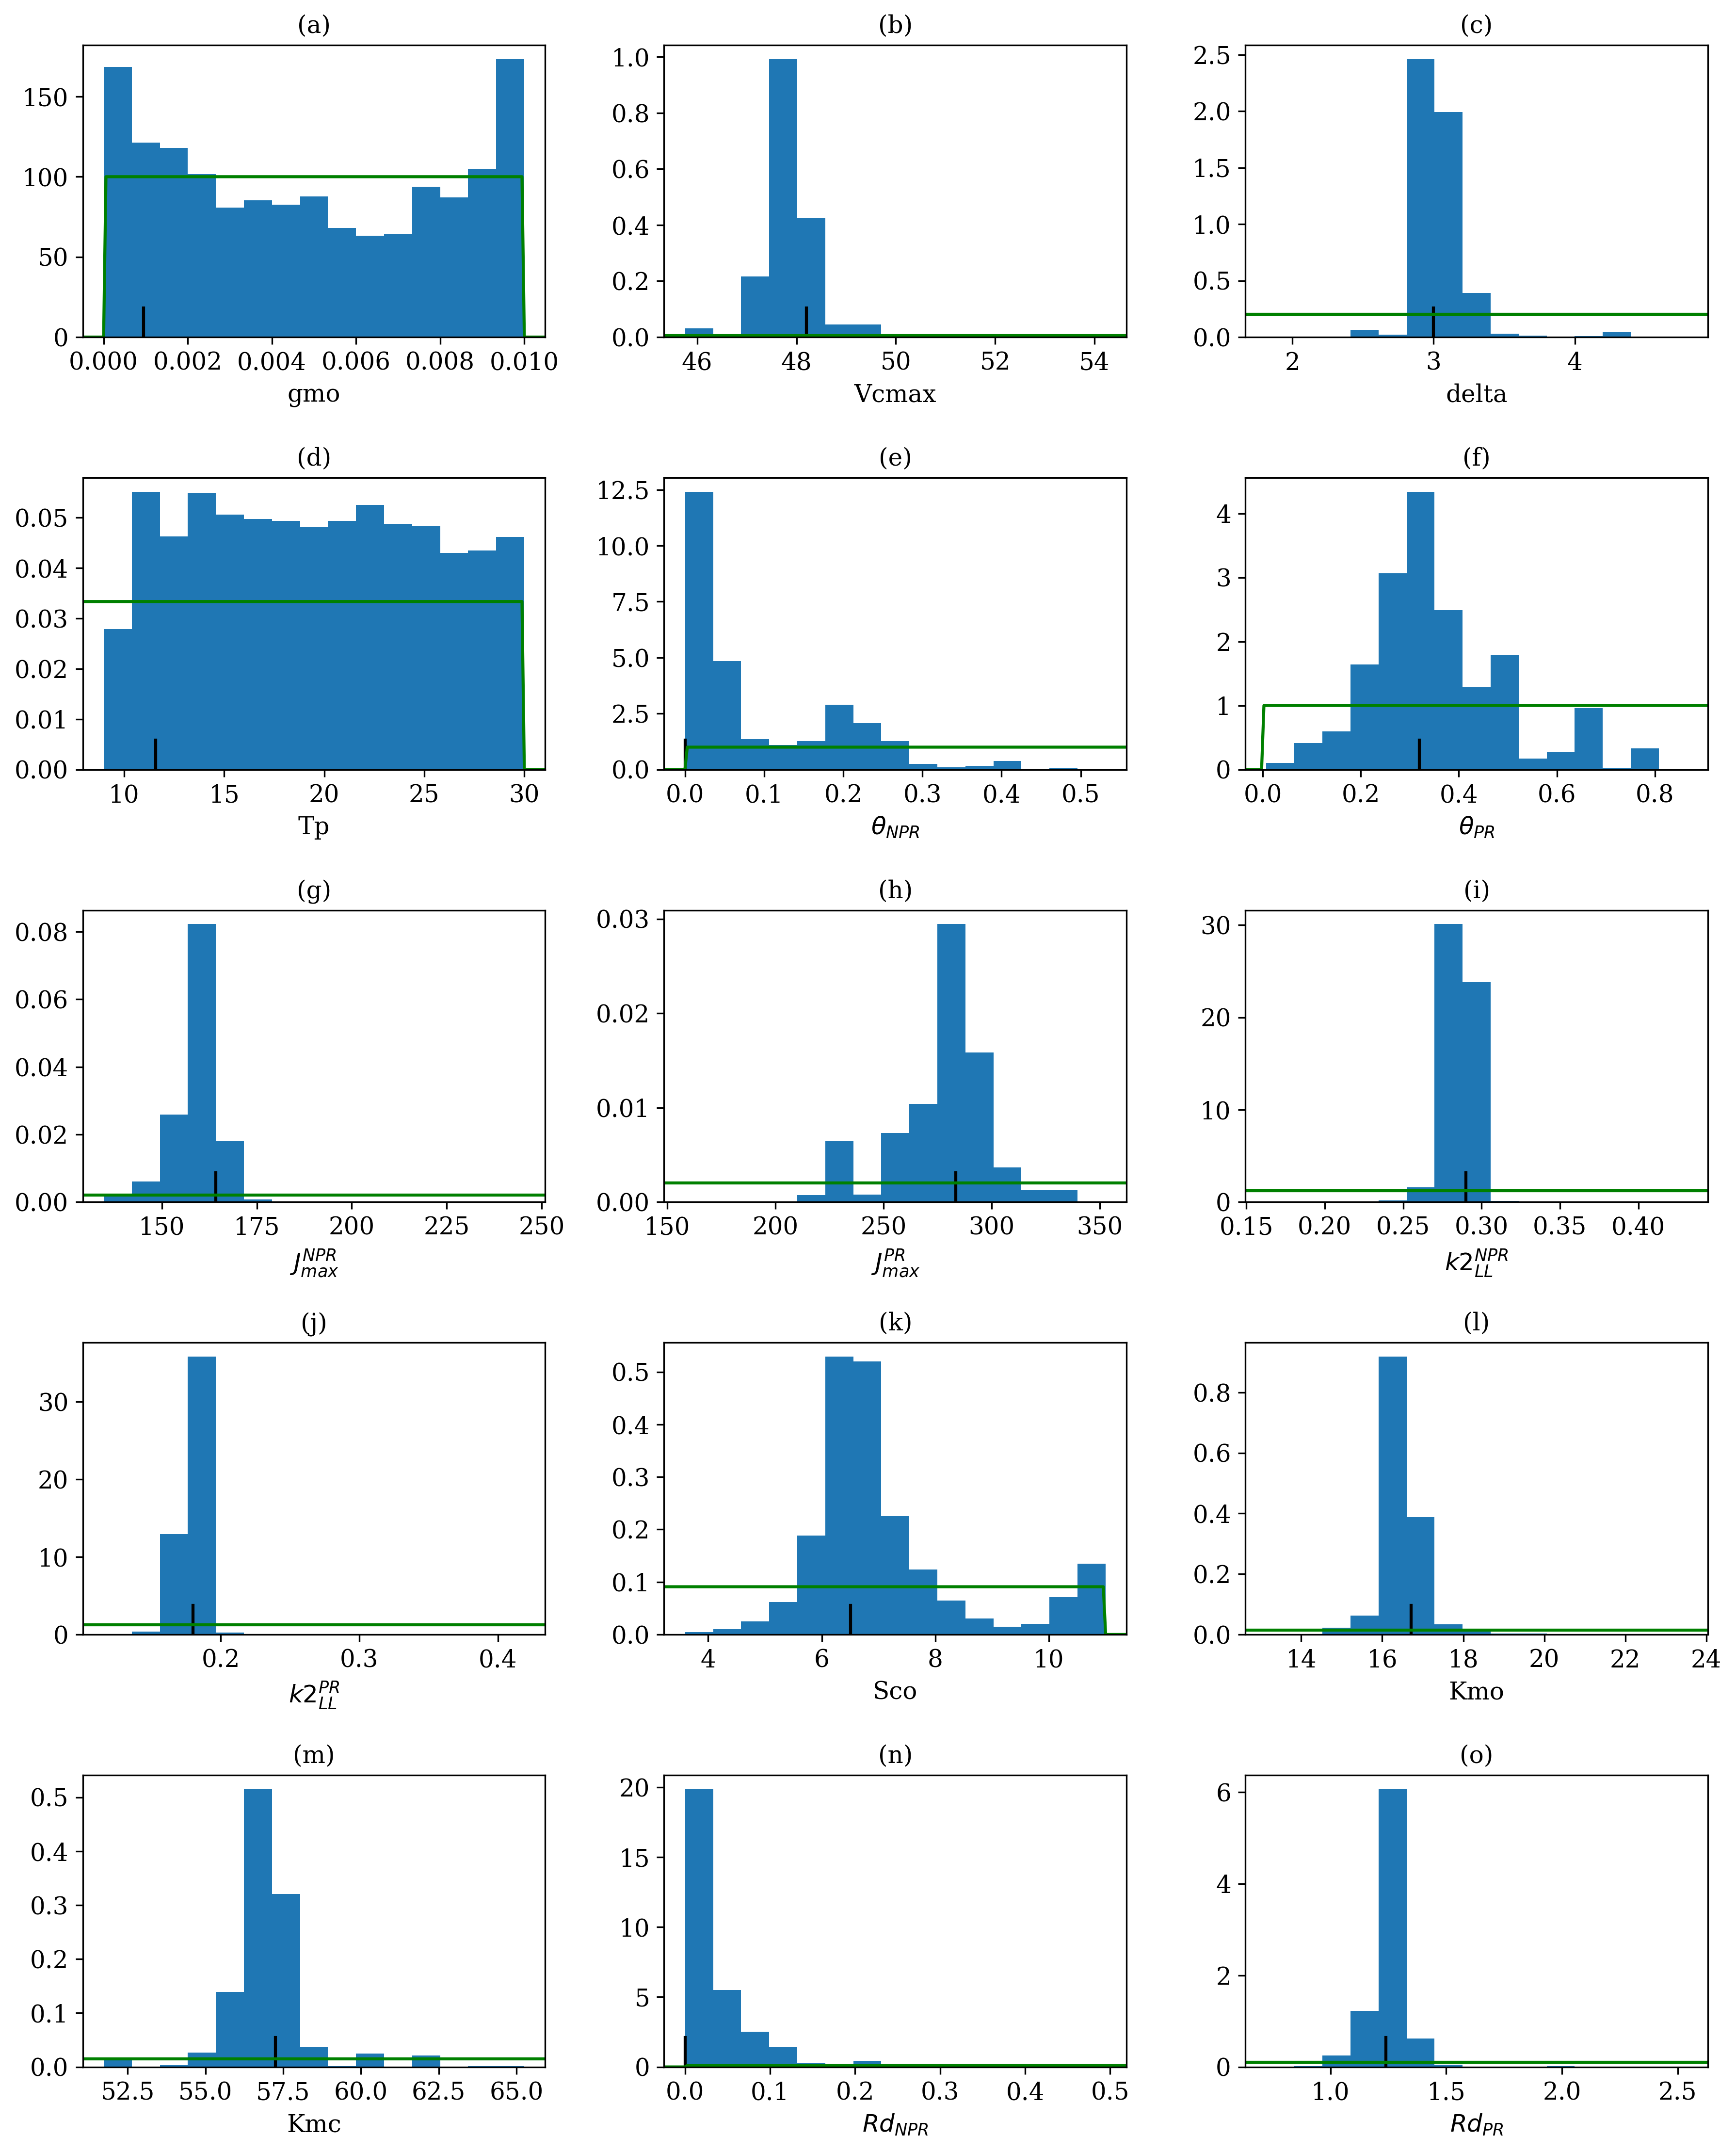 (a)
150
100
50
0
0.000 0.002 0.004 0.006 0.008 0.010
gmo
(b)
1.0
0.8
0.6
0.4
0.2
0.0
46 48 50 52 54
Vcmax
(c)
2.5
2.0
1.5
1.0
0.5
0.0
2 3 4
delta
(d)
0.05
0.04
0.03
0.02
0.01
0.00
10 15 20 25 30
Tp
(e)
12.5
10.0
7.5
5.0
2.5
0.0
0.0 0.1 0.2 0.3 0.4 0.5
θNPR
(f)
4
3
2
1
0
0.0 0.2 0.4 0.6 0.8
θPR
(g)
0.08
0.06
0.04
0.02
0.00
150 175 200 225 250
JmaxNPR
(h)
0.03
0.02
0.01
0.00
150 200 250 300 350
JmaxPR
(i)
30
20
10
0
0.15 0.20 0.25 0.30 0.35 0.40
k2LLNPR
(j)
30
20
10
0
0.2 0.3 0.4
k2LLPR
(k)
0.5
0.4
0.3
0.2
0.1
0.0
4 6 8 10
Sco
(l)
0.8
0.6
0.4
0.2
0.0
14 16 18 20 22 24
Kmo
(m)
0.5
0.4
0.3
0.2
0.1
0.0
52.5 55.0 57.5 60.0 62.5 65.0
Kmc
(n)
20
15
10
5
0
0.0 0.1 0.2 0.3 0.4 0.5
RdNPR
(o)
6
4
2
0
1.0 1.5 2.0 2.5
RdPR